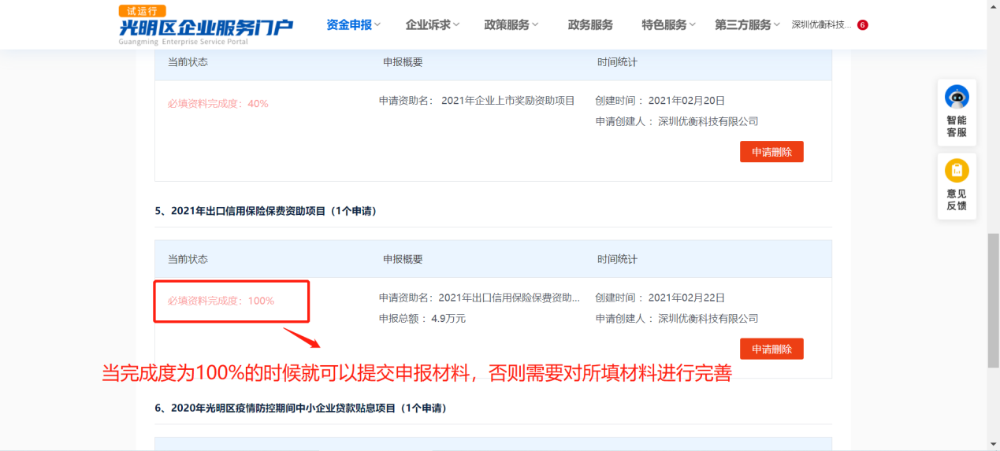 试运行
光明区企业服务门户
Guangming Enterprise Service Portal
资金申报 企业诉求 政策服务 政务服务 特色服务 第三方服务 深圳优衡科技... 6
当前状态 申报概要 时间统计
必填资料完成度：40% 申请资助名： 2021年企业上市奖励资助项目 创建时间 ：2021年02月20日
申请创建人 ：深圳优衡科技有限公司
申请删除
智能
客服
意见
反馈
5、2021年出口信用保险保费资助项目（1个申请）
当前状态 申报概要 时间统计
必填资料完成度：100% 申请资助名：2021年出口信用保险保费资助... 创建时间 ：2021年02月22日
申报总额 ：4.9万元 申请创建人 ：深圳优衡科技有限公司
申请删除
当完成度为100%的时候就可以提交申报材料，否则需要对所填材料进行完善
6、2020年光明区疫情防控期间中小企业贷款贴息项目（1个申请）